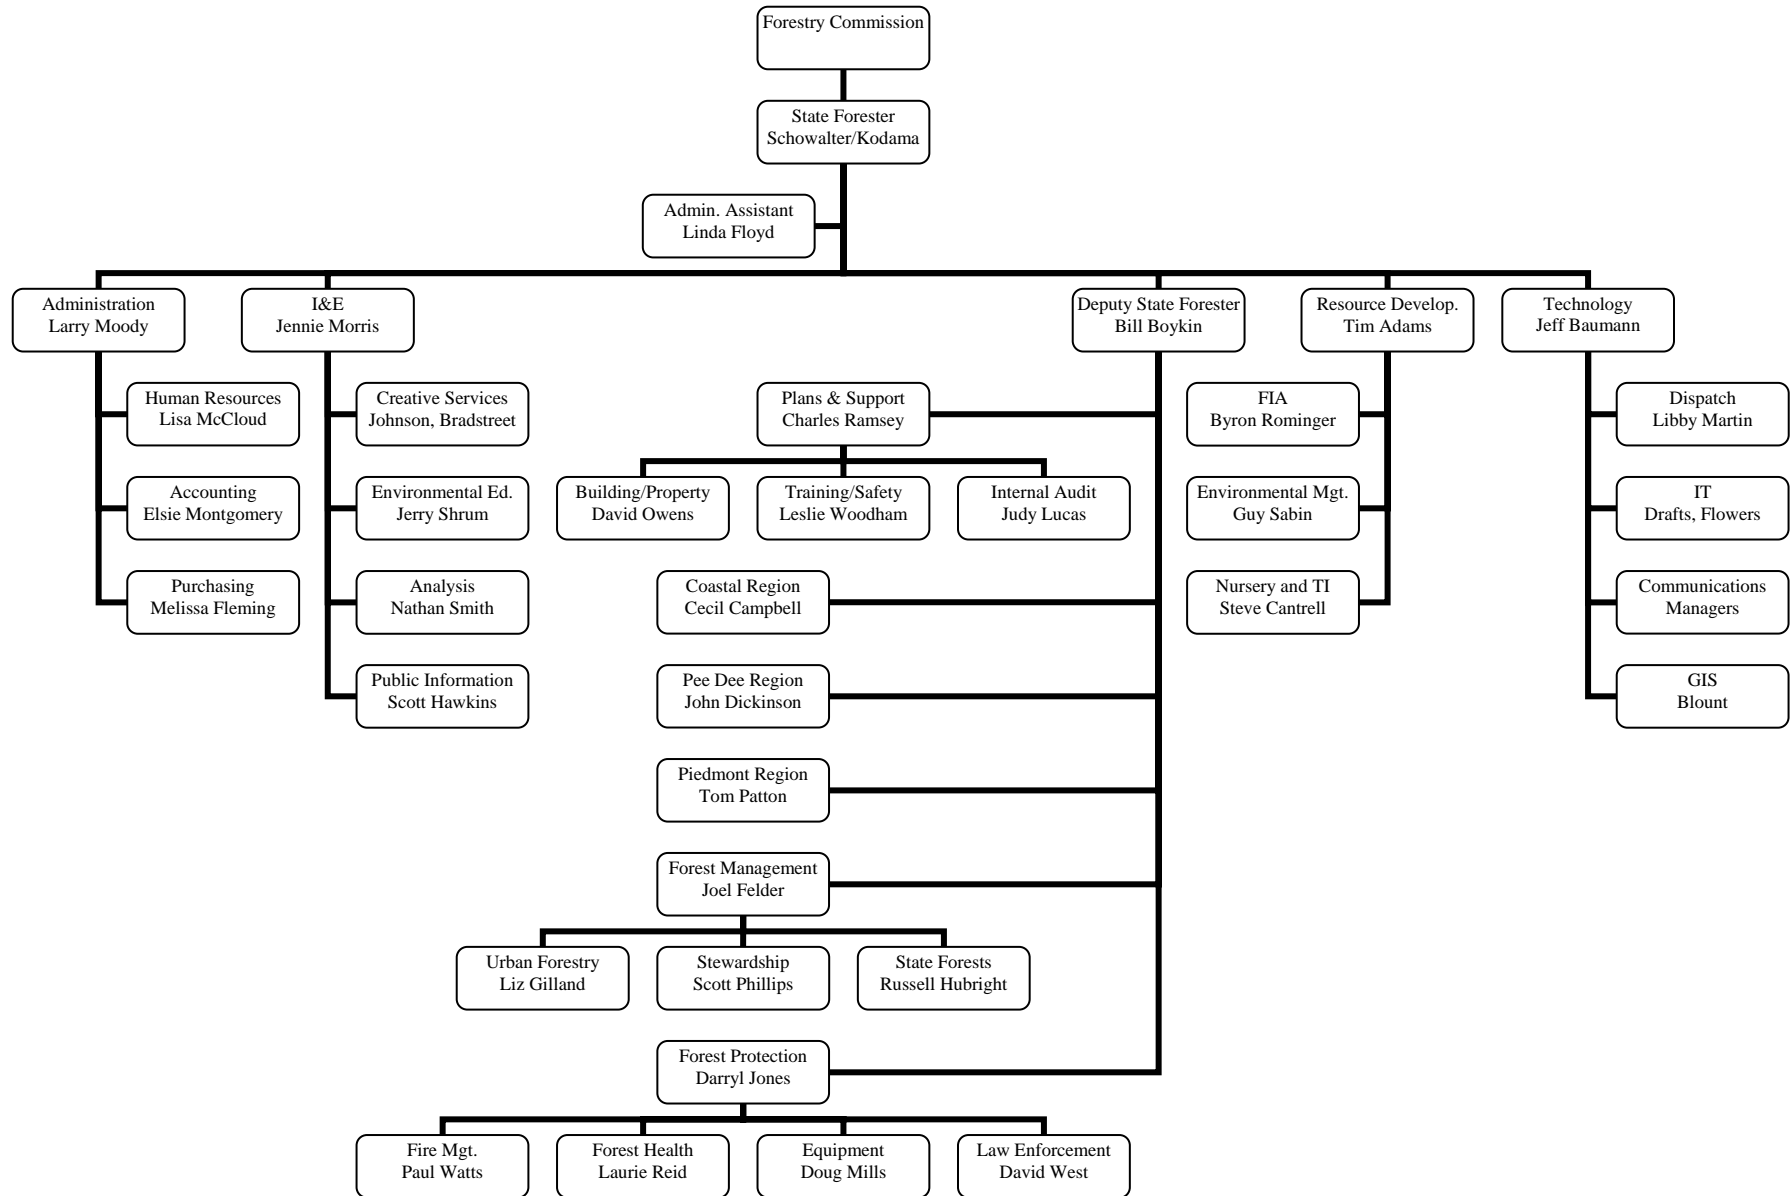 Forestry Commission
State Forester
Schowalter/Kodama
Admin. Assistant
Linda Floyd
Administration
Larry Moody
I&E
Jennie Morris
Deputy State Forester
Bill Boykin
Resource Develop.
Tim Adams
Technology
Jeff Baumann
Human Resources
Lisa McCloud
Creative Services
Johnson, Bradstreet
Plans & Support
Charles Ramsey
FIA
Byron Rominger
Dispatch
Libby Martin
Accounting
Elsie Montgomery
Environmental Ed.
Jerry Shrum
Building/Property
David Owens
Training/Safety
Leslie Woodham
Internal Audit
Judy Lucas
Environmental Mgt.
Guy Sabin
IT
Drafts, Flowers
Purchasing
Melissa Fleming
Analysis
Nathan Smith
Coastal Region
Cecil Campbell
Nursery and TI
Steve Cantrell
Communications
Managers
Public Information
Scott Hawkins
Pee Dee Region
John Dickinson
GIS
Blount
Piedmont Region
Tom Patton
Forest Management
Joel Felder
Urban Forestry
Liz Gilland
Stewardship
Scott Phillips
State Forests
Russell Hubright
Forest Protection
Darryl Jones
Fire Mgt.
Paul Watts
Forest Health
Laurie Reid
Equipment
Doug Mills
Law Enforcement
David West